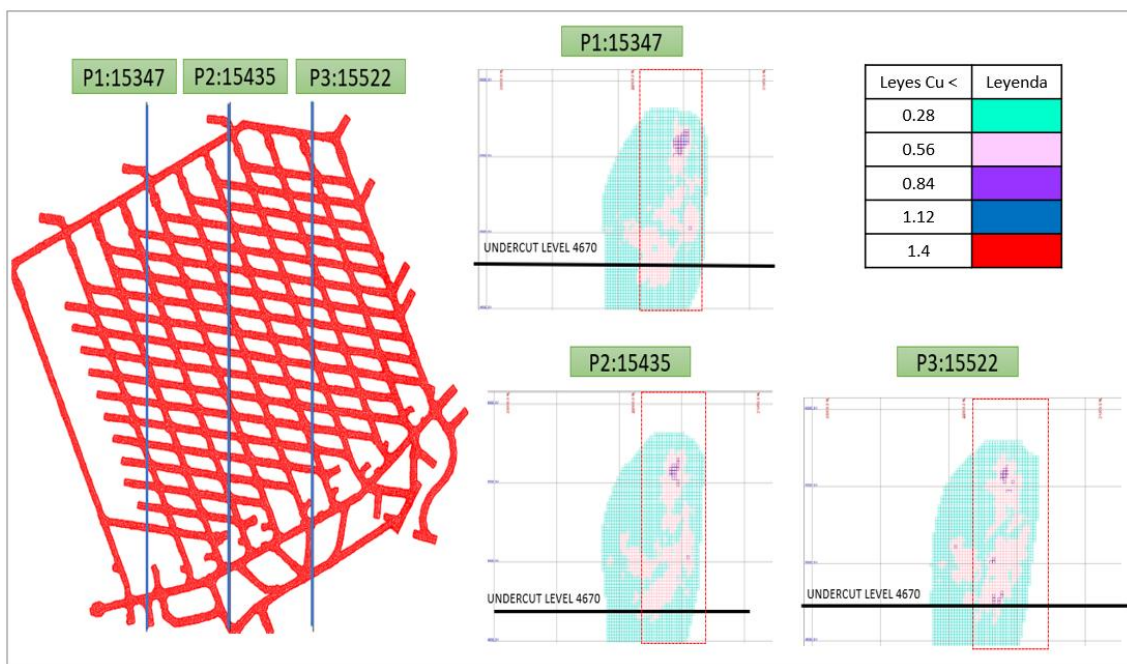 P1:15347
P2:15435
P3:15522
P1:15347
UNDERCUT LEVEL 4670
Leyes Cu <
Leyenda
0.28
0.56
0.84
1.12
1.4
P2:15435
UNDERCUT LEVEL 4670
P3:15522
UNDERCUT LEVEL 4670